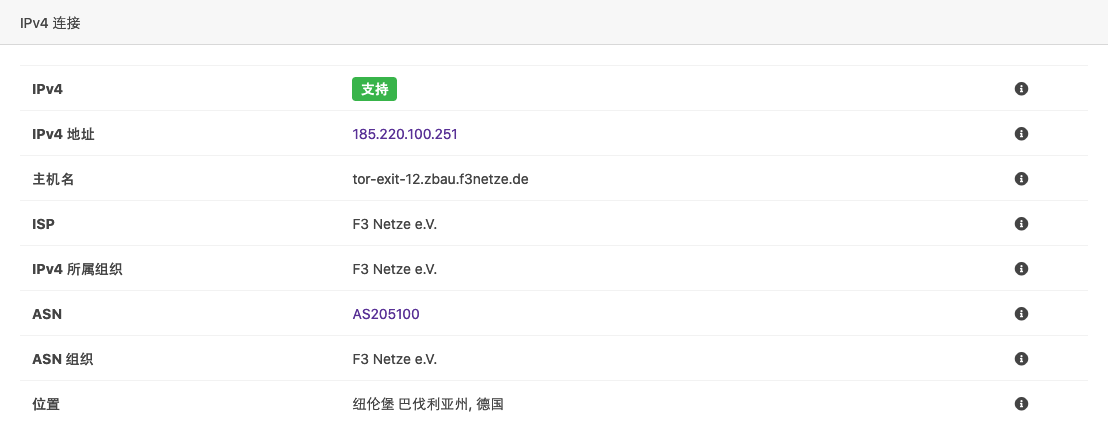 IPv4 连接
IPv4 支持
IPv4 地址 185.220.100.251
主机名 tor-exit-12.zbau.f3netze.de
ISP F3 Netze e.V.
IPv4 所属组织 F3 Netze e.V.
ASN AS205100
ASN 组织 F3 Netze e.V.
位置 纽伦堡 巴伐利亚州, 德国